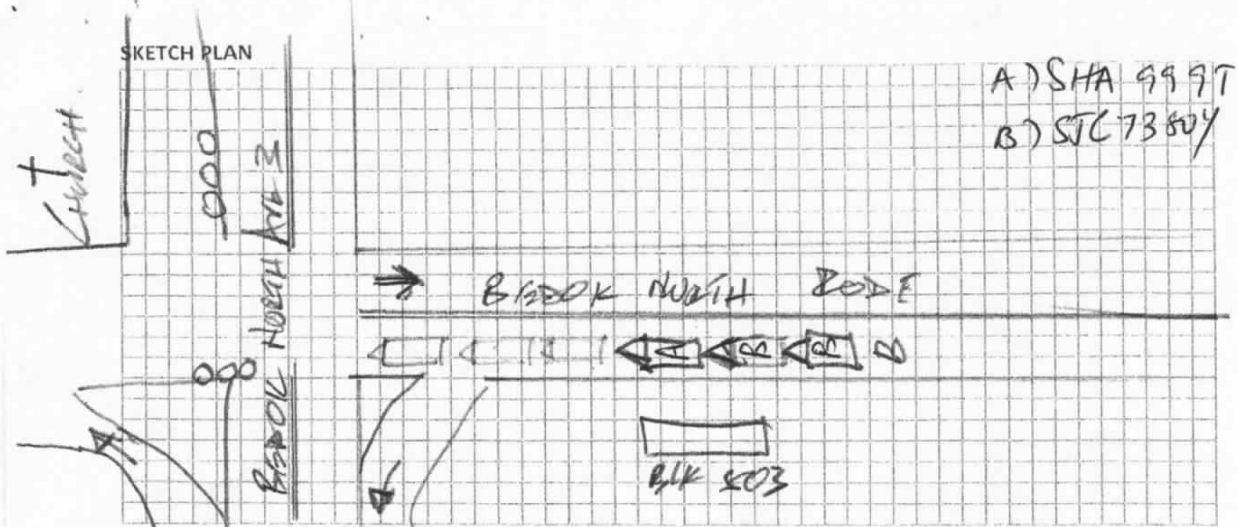 SKETCH PLAN
A) SHA 999T
B) SJC 7380Y
CHURCH
BEDOK NORTH AVE 3
BEDOK NORTH RODE
A B B B
BLK 503